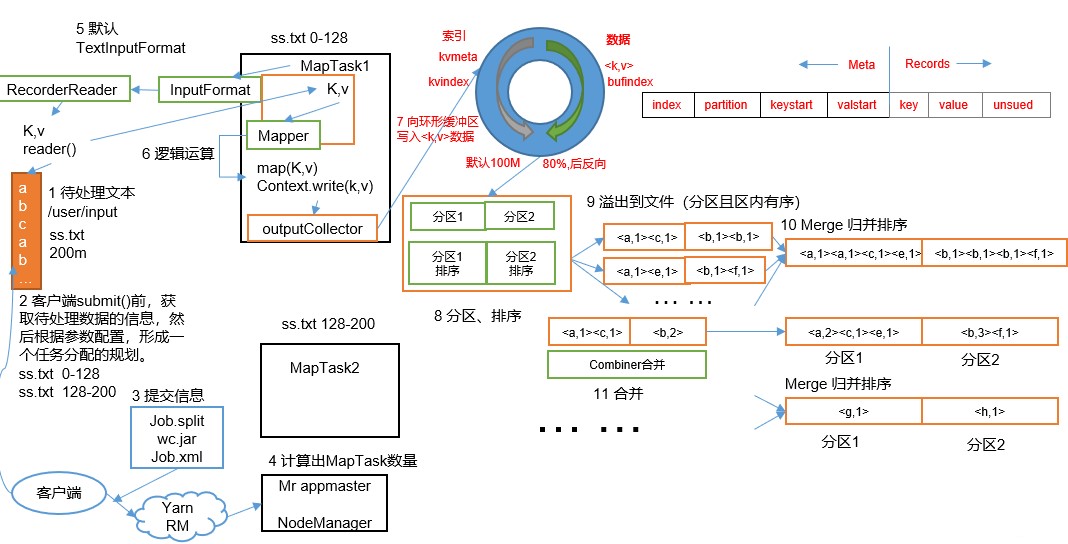 5 默认
TextInputFormat
ss.txt 0-128
MapTask1
RecorderReader
InputFormat
K,v
Mapper
K,v
reader()
6 逻辑运算
map(K,v)
Context.write(k,v)
outputCollector
a
b
c
a
b
...
1 待处理文本
/user/input
ss.txt
200m
2 客户端submit()前，获
取待处理数据的信息，然
后根据参数配置，形成一
个任务分配的规划。
ss.txt 0-128
ss.txt 128-200
3 提交信息
Job.split
wc.jar
Job.xml
客户端
Yarn
RM
4 计算出MapTask数量
Mr appmaster
NodeManager
ss.txt 128-200
MapTask2
索引
kvmeta
kvindex
数据
<k,v>
bufindex
7 向环形缓冲区
写入<k,v>数据
默认100M
80%,后反向
Meta
Records
index
partition
keystart
valstart
key
value
unsued
分区1
分区2
分区1
排序
分区2
排序
8 分区、排序
9 溢出到文件（分区且区内有序）
<a,1><c,1>
<b,1><b,1>
<a,1><e,1>
<b,1><f,1>
... ...
10 Merge 归并排序
<a,1><a,1><c,1><e,1>
<b,1><b,1><b,1><f,1>
<a,1><c,1>
<b,2>
Combiner合并
11 合并
<a,2><c,1><e,1>
<b,3><f,1>
分区1
分区2
Merge 归并排序
<g,1>
<h,1>
分区1
分区2
... ...